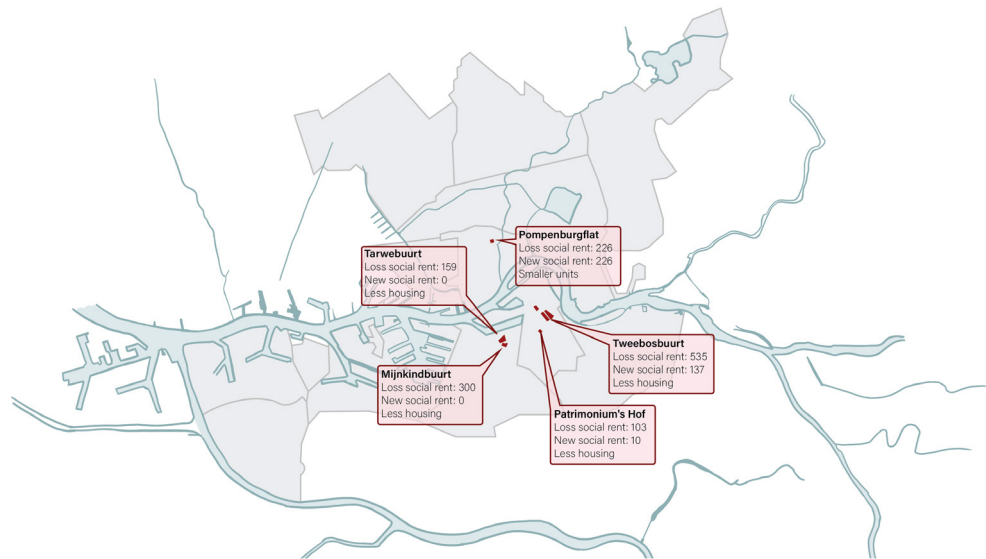 Pompenburgflat
Loss social rent: 226
New social rent: 226
Smaller units
Tarwebuurt
Loss social rent: 159
New social rent: 0
Less housing
Tweebosbuurt
Loss social rent: 535
New social rent: 137
Less housing
Mijnkindbuurt
Loss social rent: 300
New social rent: 0
Less housing
Patrimonium's Hof
Loss social rent: 103
New social rent: 10
Less housing